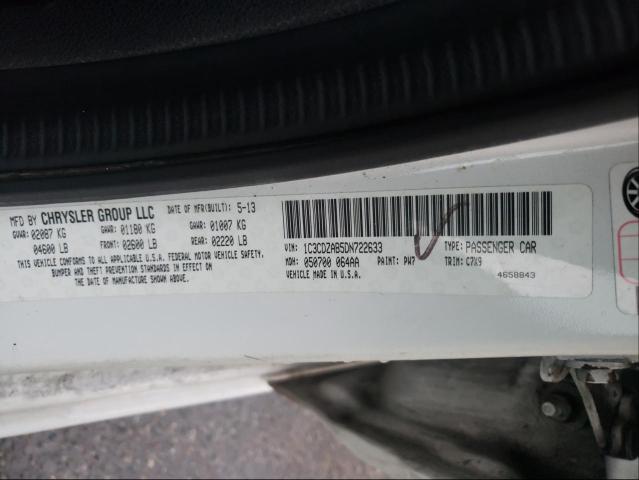 MFD BY CHRYSLER GROUP LLC DATE OF MFR(BUILT): 5-13
GVWR: 02087 KG GAWR: 01180 KG GAWR: 01007 KG
04600 LB FRONT: 02600 LB REAR: 02220 LB
THIS VEHICLE CONFORMS TO ALL APPLICABLE U.S.A. FEDERAL MOTOR VEHICLE SAFETY,
BUMPER AND THEFT PREVENTION STANDARDS IN EFFECT ON
THE DATE OF MANUFACTURE SHOWN ABOVE.
VIN: 1C3CDZAB5DN722633 TYPE: PASSENGER CAR
MDH: 050700 064AA PAINT: PW7 TRIM: C7X9
VEHICLE MADE IN U.S.A. 4658843